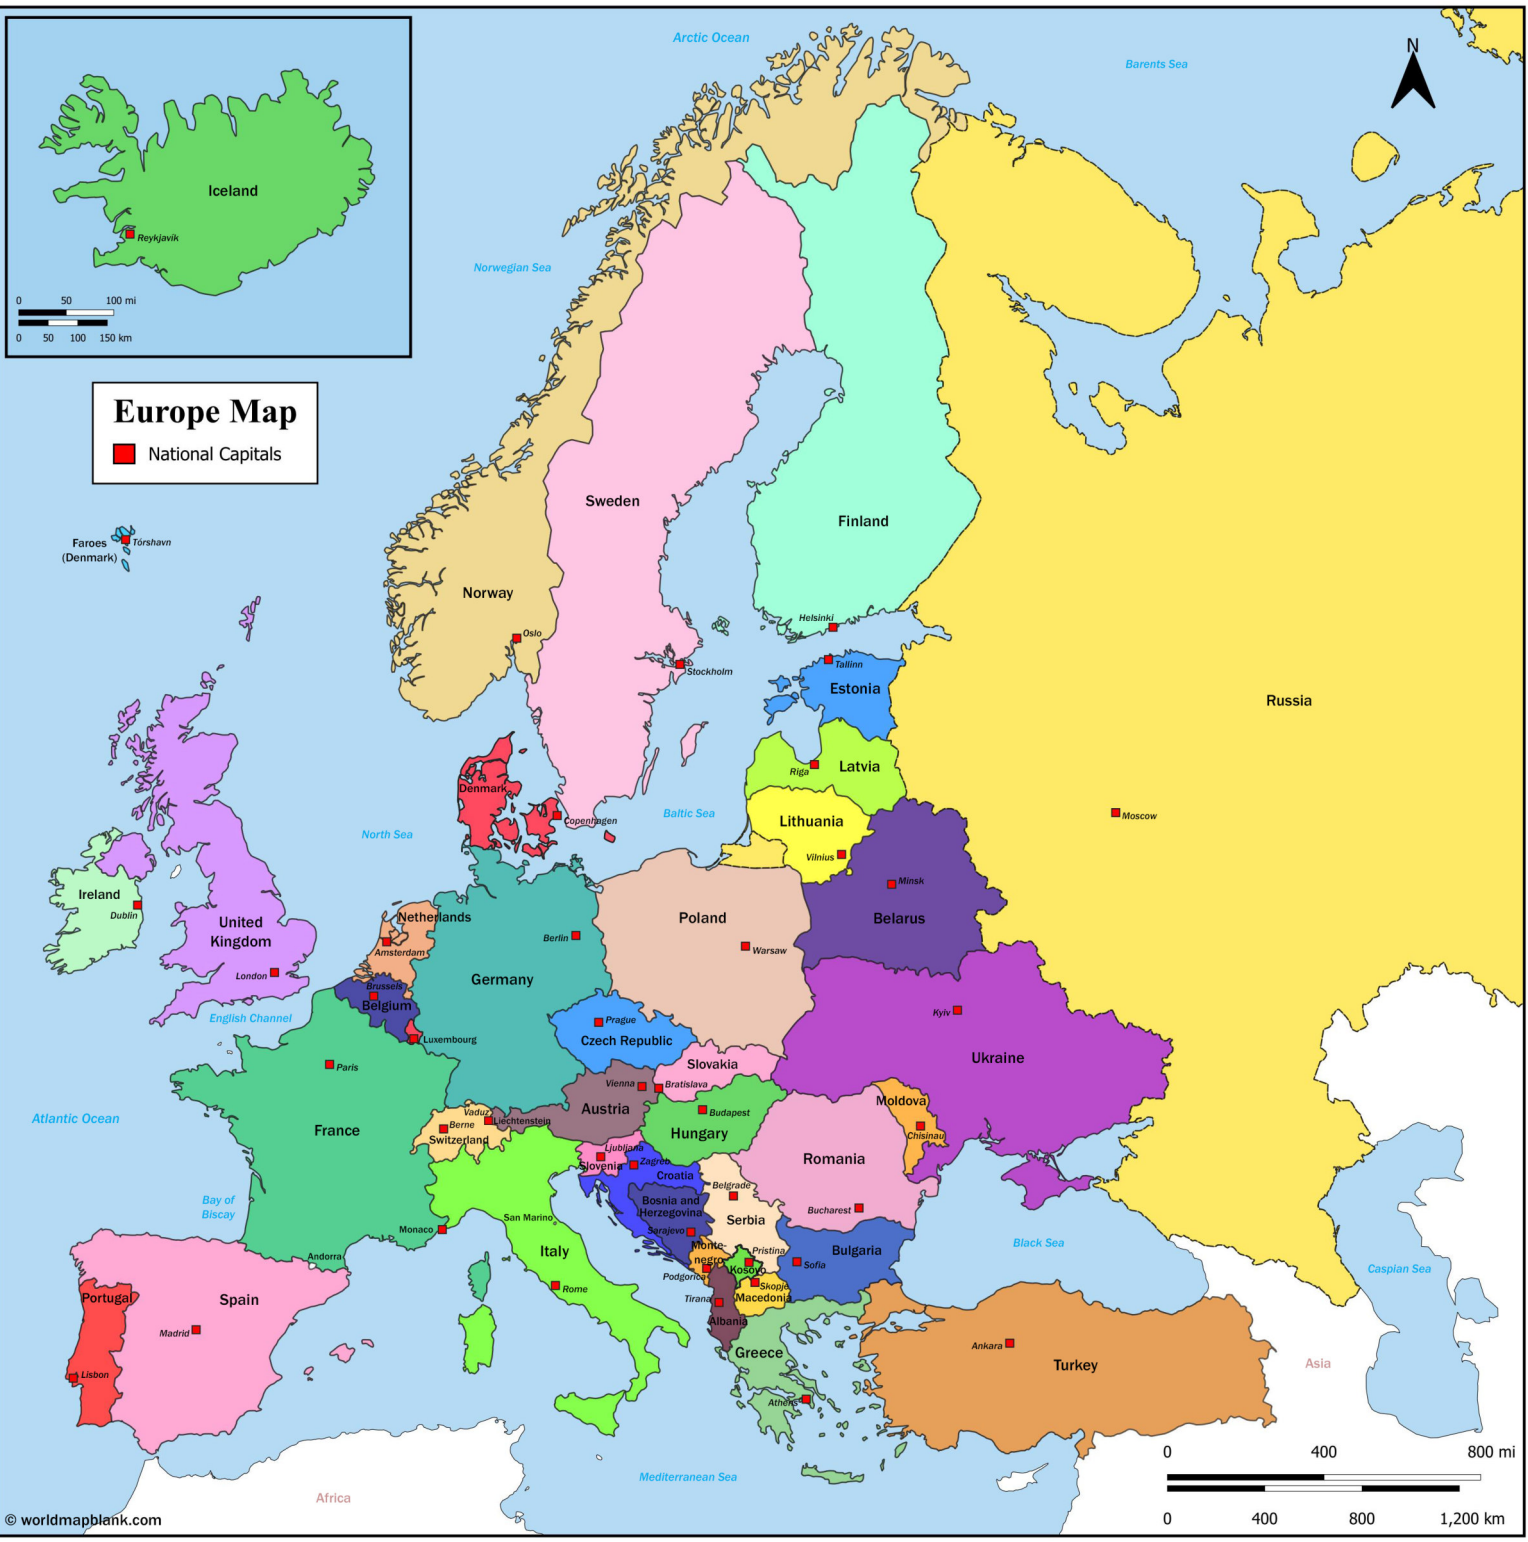 Arctic Ocean
Barents Sea
N
Iceland
Reykjavík
0 50 100 mi
0 50 100 150 km
Norwegian Sea
Europe Map
National Capitals
Sweden
Finland
Faroes
(Denmark)
Tórshavn
Norway
Helsinki
Oslo
Tallinn
Stockholm
Estonia
Russia
Latvia
Riga
Denmark
Baltic Sea
Moscow
Copenhagen
Lithuania
North Sea
Vilnius
Minsk
Ireland
Dublin
Netherlands
Poland
Belarus
United
Kingdom
Berlin
Amsterdam
Warsaw
London
Germany
Brussels
Belgium
Kyiv
English Channel
Prague
Luxembourg
Czech Republic
Ukraine
Paris
Slovakia
Vienna
Bratislava
Moldova
Atlantic Ocean
Vaduz
Austria
Budapest
Liechtenstein
Berne
France
Switzerland
Hungary
Chisinau
Ljubljana
Slovenia
Zagreb
Romania
Croatia
Belgrade
Bay of
Biscay
Bosnia and
Herzegovina
Bucharest
San Marino
Serbia
Monaco
Sarajevo
Black Sea
Monte-
negro
Pristina
Bulgaria
Andorra
Italy
Sofia
Kosovo
Caspian Sea
Podgorica
Rome
Skopje
Portugal
Spain
Tirana
Macedonia
Albania
Madrid
Greece
Ankara
Turkey
Asia
Lisbon
Athens
0 400 800 mi
Mediterranean Sea
Africa
0 400 800 1,200 km
© worldmapblank.com